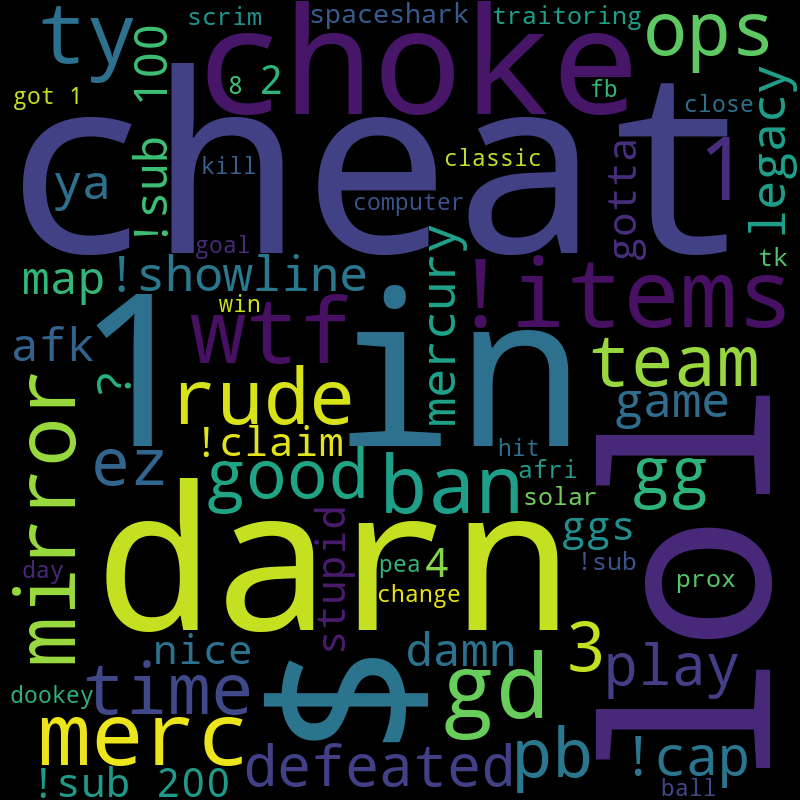 scrim
spaceshark
traitoring
ty
choke
ops
got 1
!sub 100
8
2
fb
close
legacy
cheat
ya
kill
classic
computer
gotta
1
goal
tk
map
!showline
mercury
!items
win
wtf
1 in
afk
?
team
mirror
rude
game
lol
!claim
ez
good
ban
hit
afri
gg
solar
darn
stupid
ggs
day
pea
4
!sub
prox
change
nice
damn
3
time
$
gd
play
dookey
merc
defeated
pb
!cap
!sub 200
ball